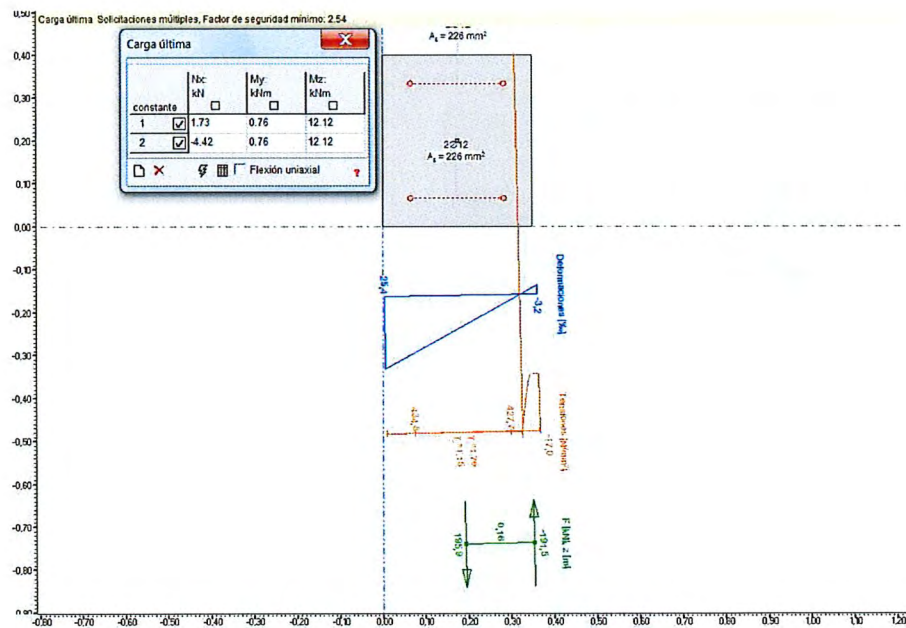 Carga última Solicitaciones múltiples, Factor de seguridad mínimo: 2.54
Carga última
Nx: My: Mz:
kN kNm kNm
constante
1 1.73 0.76 12.12
2 -4.42 0.76 12.12
Flexión uniaxial ?
As = 226 mm²
As = 226 mm²
0,50
0,40
0,30
0,20
0,10
0,00
-0,10
-0,20
-0,30
-0,40
-0,50
-0,60
-0,70
-0,80
-25,4
-3,2
Deformaciones [‰]
427,7
-17,0
Tensiones [N/mm²]
195,9
0,16
-191,5
F [kN], z [m]
-0,80 -0,70 -0,60 -0,50 -0,40 -0,30 -0,20 -0,10 0,00 0,10 0,20 0,30 0,40 0,50 0,60 0,70 0,80 0,90 1,00 1,10 1,20